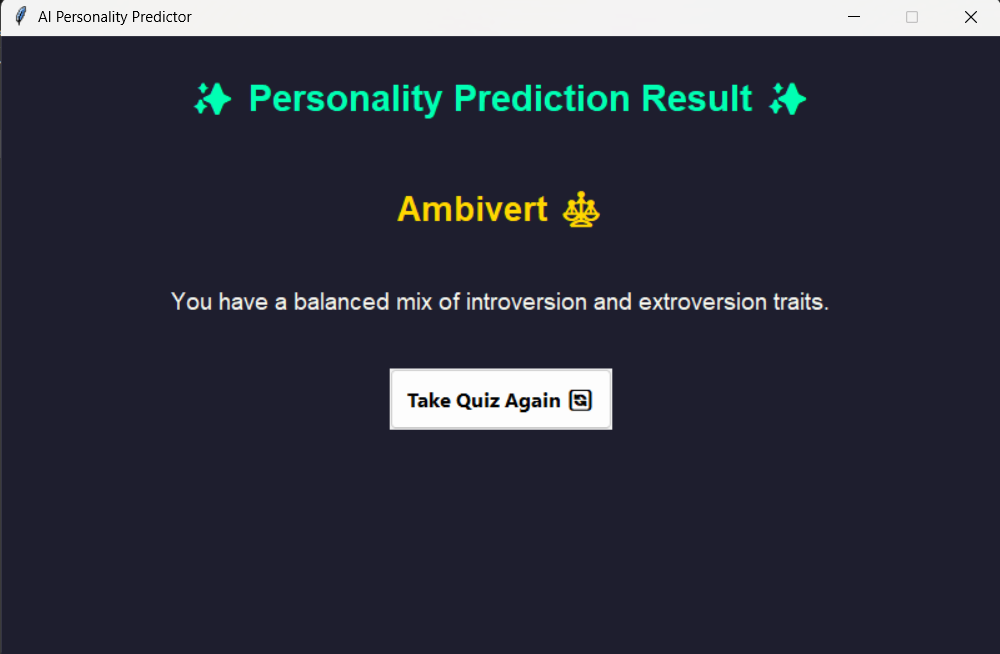 AI Personality Predictor
✨ Personality Prediction Result ✨
Ambivert ⚖
You have a balanced mix of introversion and extroversion traits.
Take Quiz Again 🔄